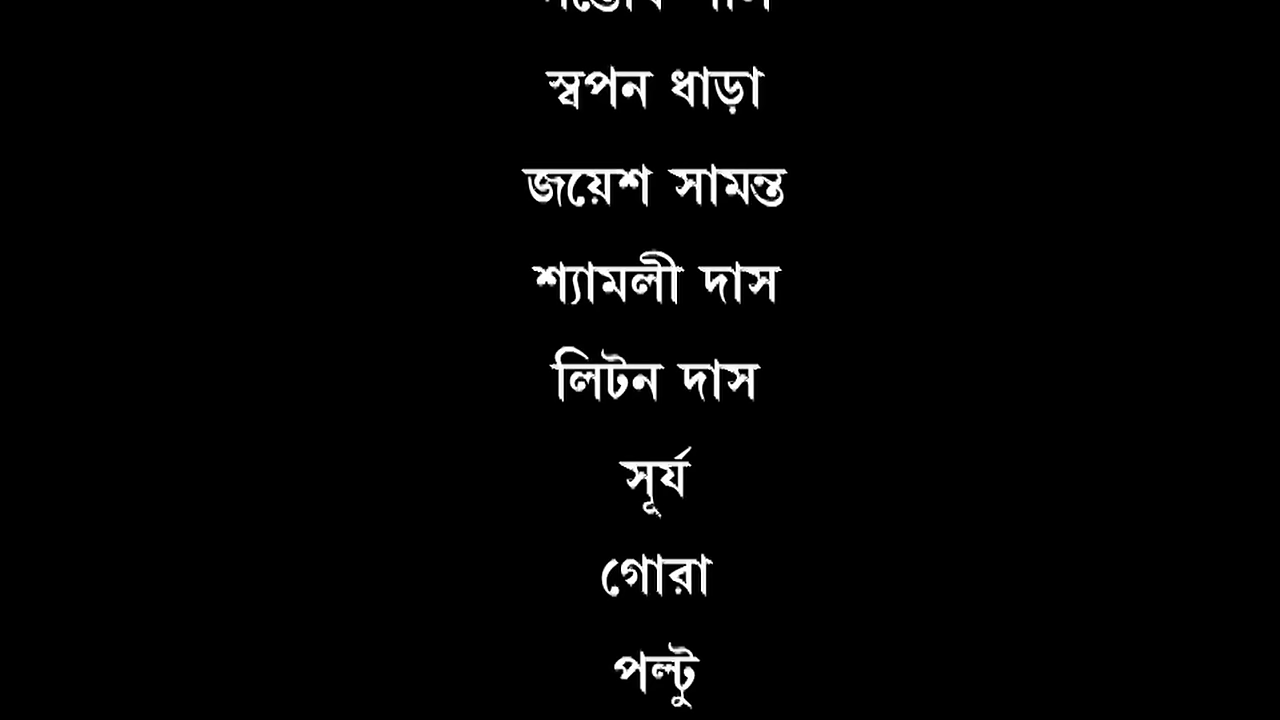 স্বপন ধাড়া
জয়েশ সামন্ত
শ্যামলী দাস
লিটন দাস
সূর্য
গোরা
পল্টু